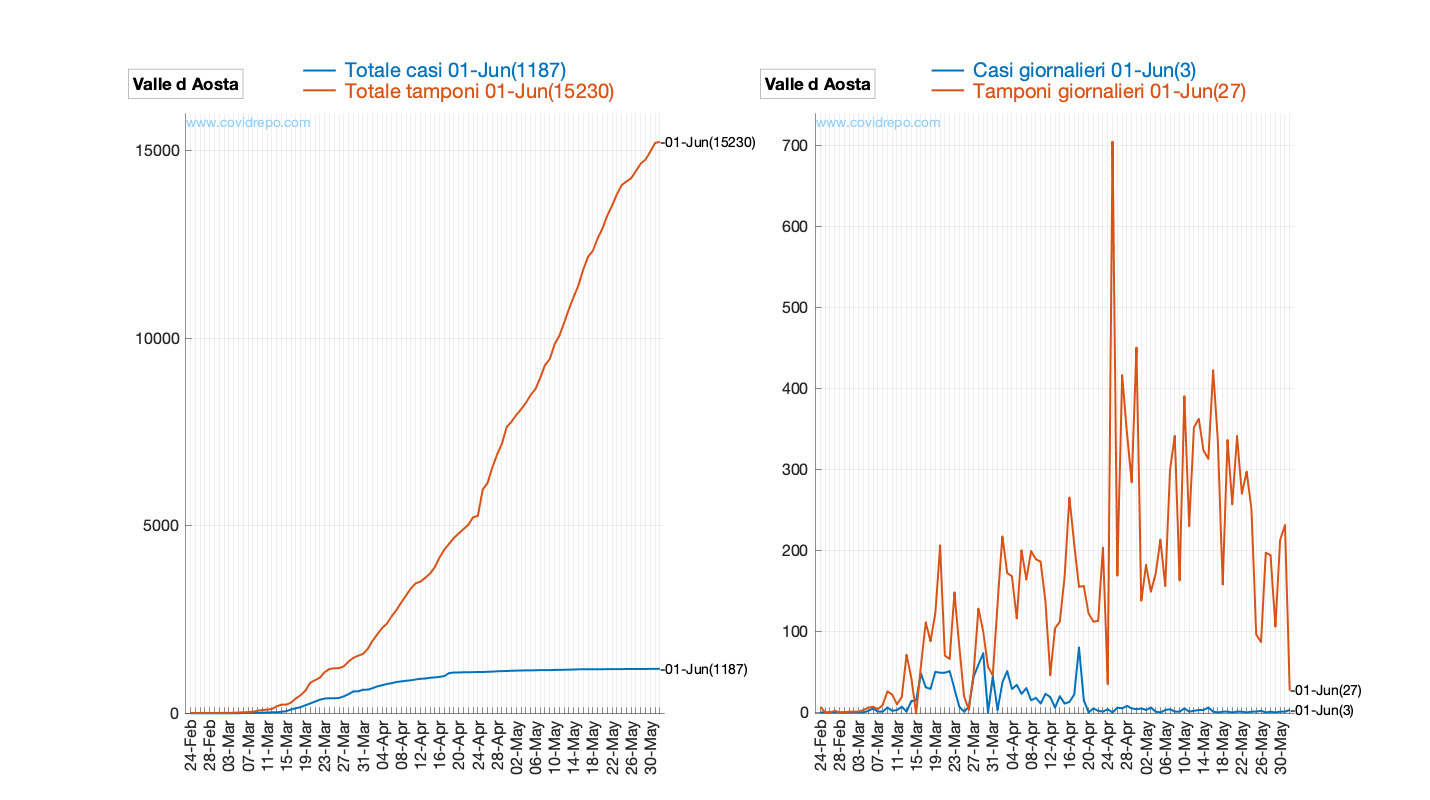 Valle d Aosta
Totale casi 01-Jun(1187)
Totale tamponi 01-Jun(15230)
www.covidrepo.com
15000
10000
5000
0
01-Jun(15230)
01-Jun(1187)
24-Feb
28-Feb
03-Mar
07-Mar
11-Mar
15-Mar
19-Mar
23-Mar
27-Mar
31-Mar
04-Apr
08-Apr
12-Apr
16-Apr
20-Apr
24-Apr
28-Apr
02-May
06-May
10-May
14-May
18-May
22-May
26-May
30-May
Valle d Aosta
Casi giornalieri 01-Jun(3)
Tamponi giornalieri 01-Jun(27)
www.covidrepo.com
700
600
500
400
300
200
100
0
01-Jun(27)
01-Jun(3)
24-Feb
28-Feb
03-Mar
07-Mar
11-Mar
15-Mar
19-Mar
23-Mar
27-Mar
31-Mar
04-Apr
08-Apr
12-Apr
16-Apr
20-Apr
24-Apr
28-Apr
02-May
06-May
10-May
14-May
18-May
22-May
26-May
30-May